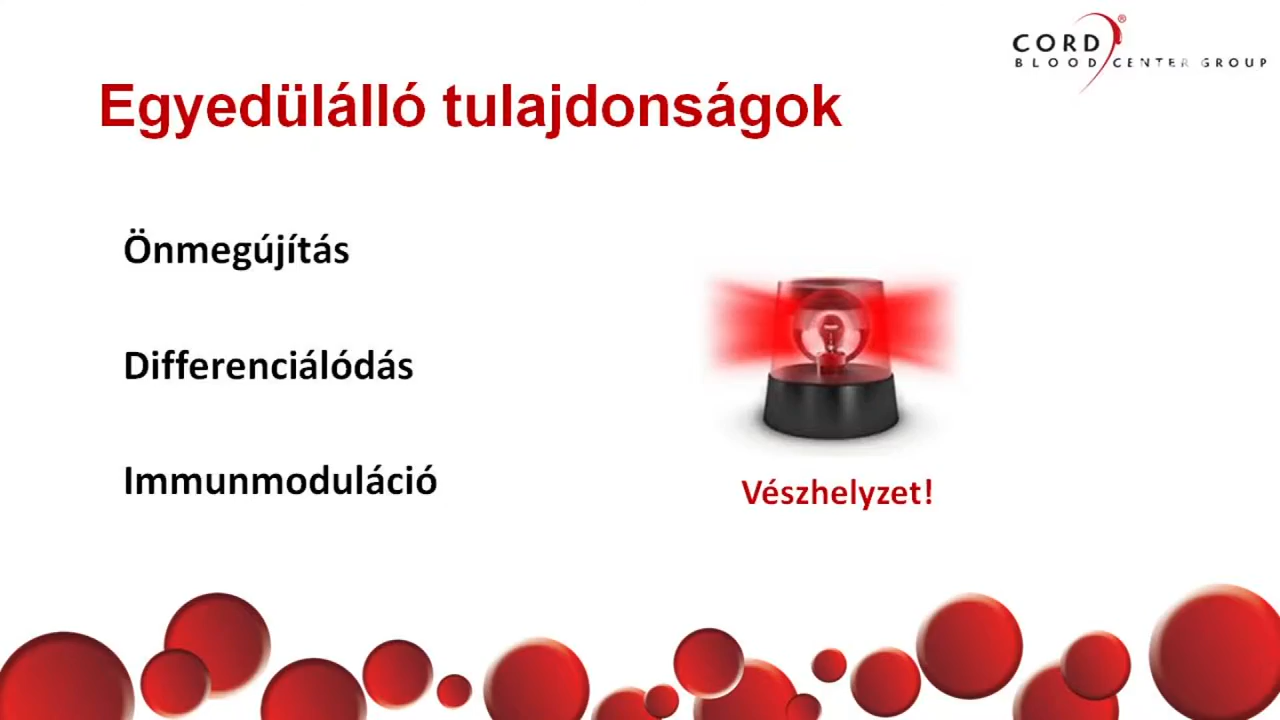 CORD
BLOOD CENTER GROUP
Egyedülálló tulajdonságok
Önmegújítás
Differenciálódás
Immunmoduláció
Vészhelyzet!